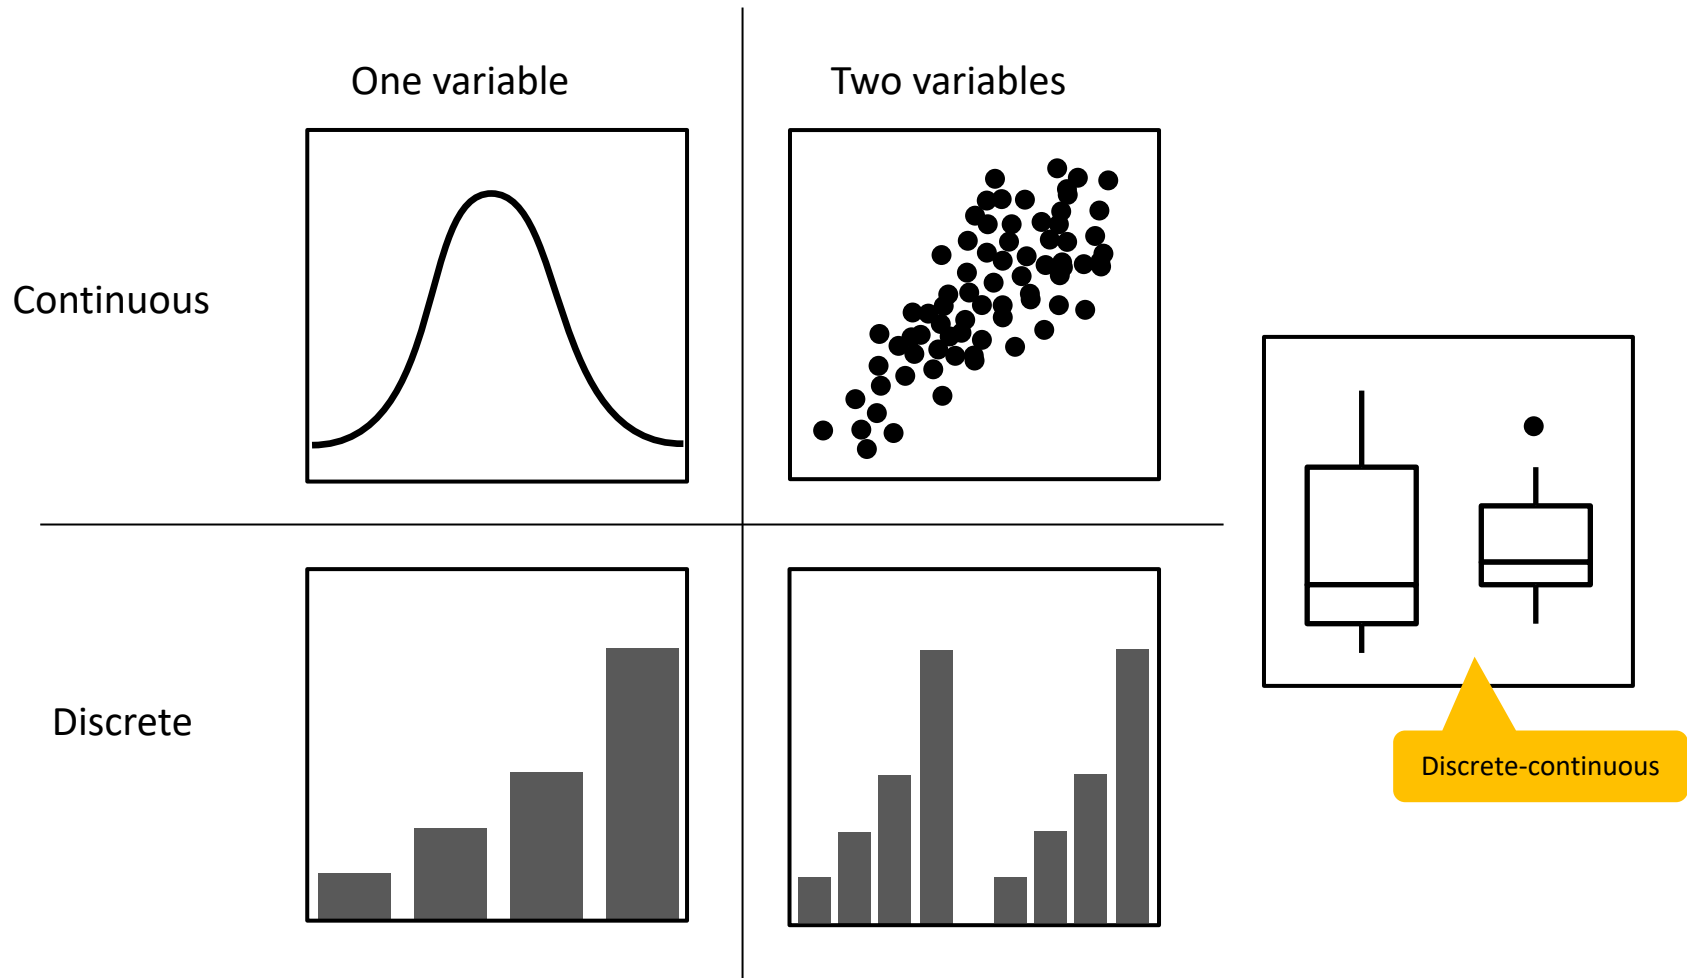 One variable
Two variables
Continuous
Discrete
Discrete-continuous